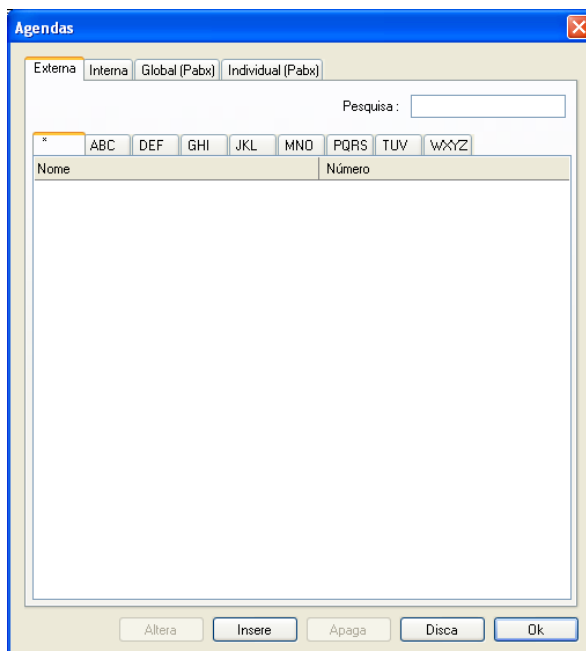 Agendas
Externa Interna Global (Pabx) Individual (Pabx)
Pesquisa :
* ABC DEF GHI JKL MNO PQRS TUV WXYZ
Nome Número
Altera Insere Apaga Disca Ok